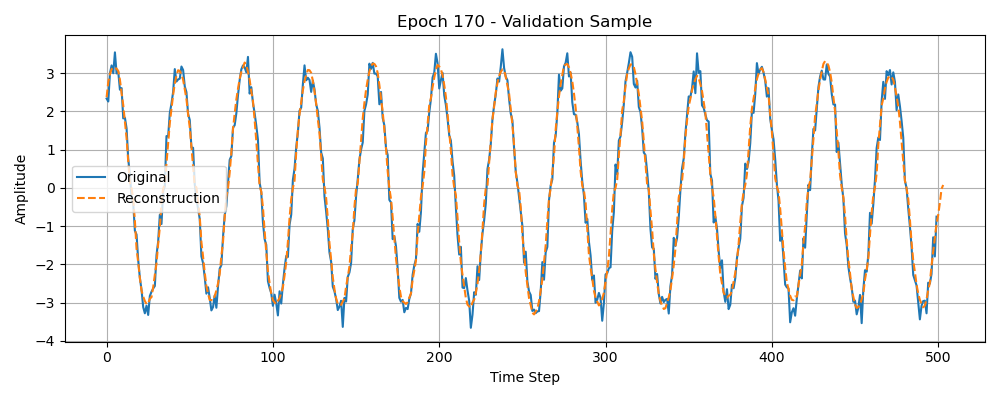 Epoch 170 - Validation Sample
Amplitude
3
2
1
0
−1
−2
−3
−4
Original
Reconstruction
0 100 200 300 400 500
Time Step